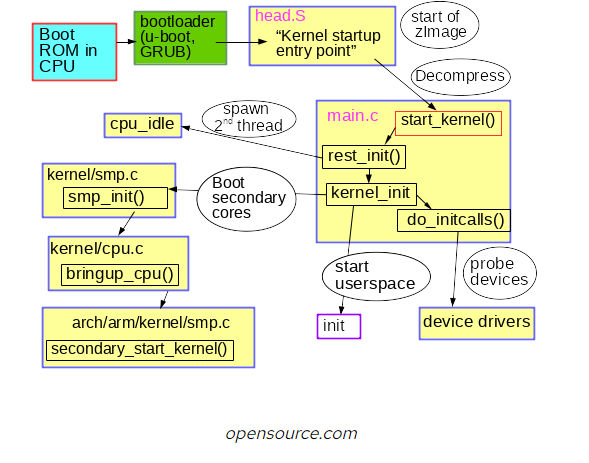 Boot
ROM in
CPU
bootloader
(u-boot,
GRUB)
head.S
“Kernel startup
entry point”
start of
zImage
Decompress
main.c
start_kernel()
spawn
2nd thread
cpu_idle
rest_init()
kernel/smp.c
smp_init()
Boot
secondary
cores
kernel_init
do_initcalls()
kernel/cpu.c
bringup_cpu()
start
userspace
probe
devices
arch/arm/kernel/smp.c
secondary_start_kernel()
init
device drivers
opensource.com